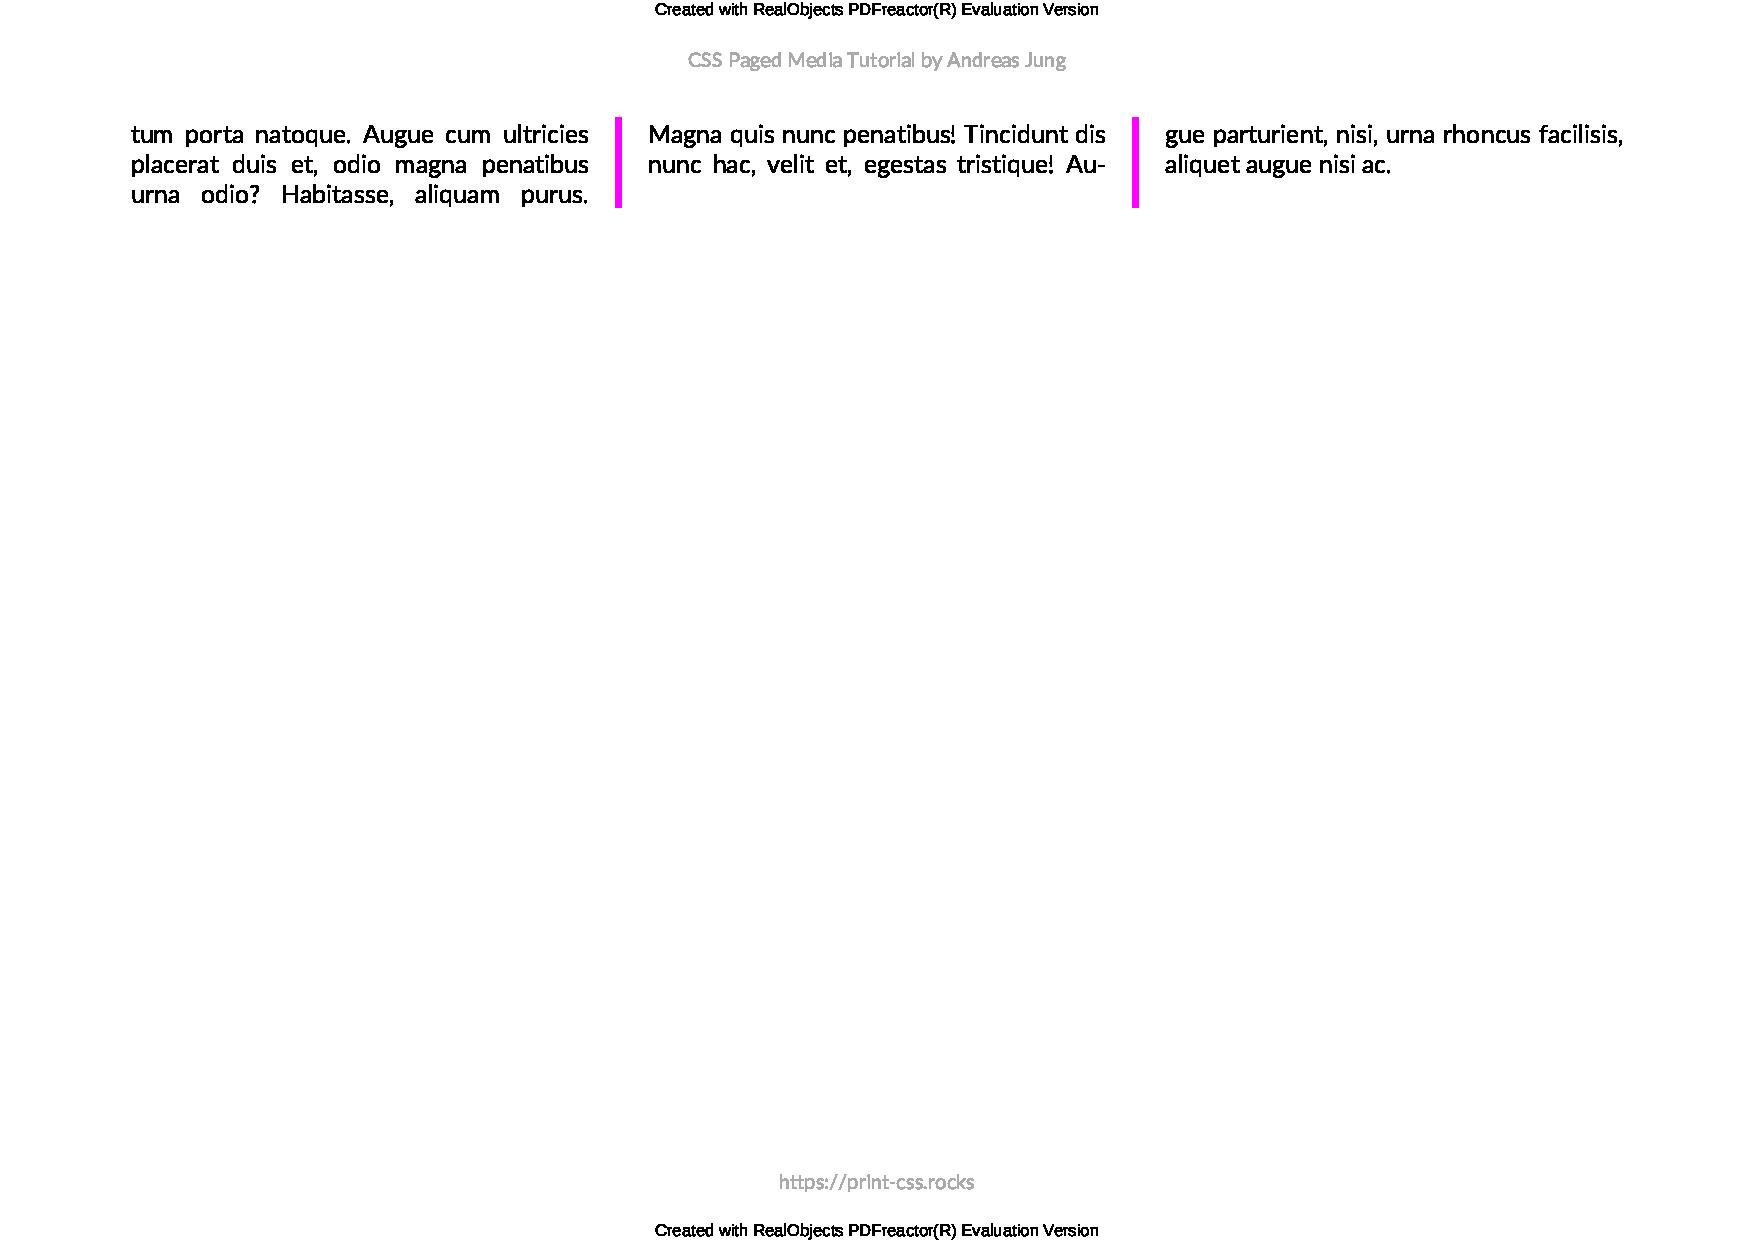 Created with RealObjects PDFreactor(R) Evaluation Version
CSS Paged Media Tutorial by Andreas Jung
tum porta natoque. Augue cum ultricies
placerat duis et, odio magna penatibus
urna odio? Habitasse, aliquam purus.
Magna quis nunc penatibus! Tincidunt dis
nunc hac, velit et, egestas tristique! Au-
gue parturient, nisi, urna rhoncus facilisis,
aliquet augue nisi ac.
https://print-css.rocks
Created with RealObjects PDFreactor(R) Evaluation Version